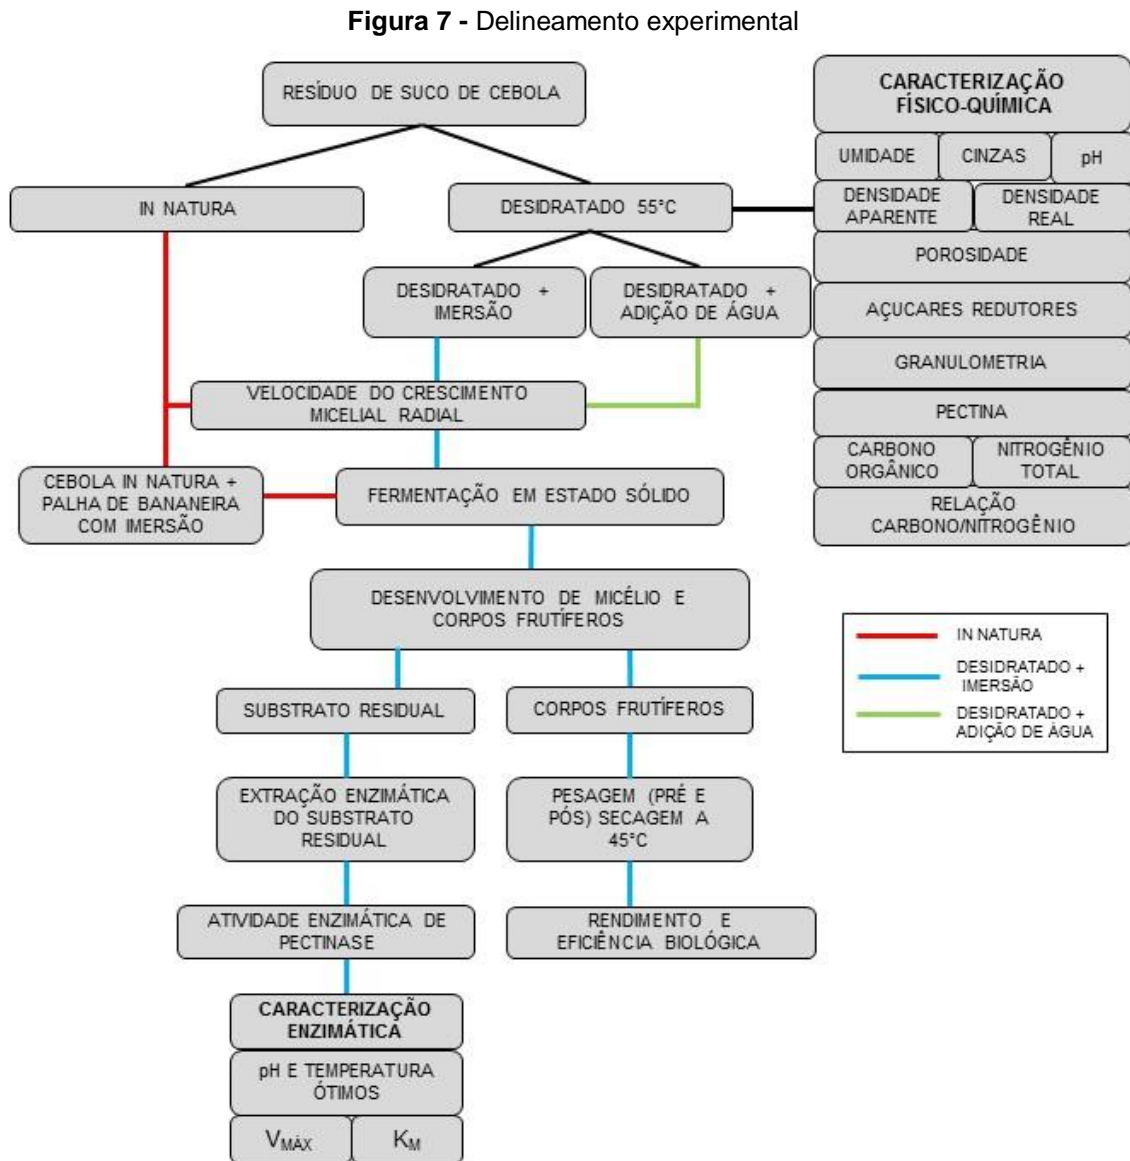 Figura 7 - Delineamento experimental
RESÍDUO DE SUCO DE CEBOLA
IN NATURA
DESIDRATADO 55°C
DESIDRATADO +
IMERSÃO
DESIDRATADO +
ADIÇÃO DE ÁGUA
VELOCIDADE DO CRESCIMENTO
MICELIAL RADIAL
CEBOLA IN NATURA +
PALHA DE BANANEIRA
COM IMERSÃO
FERMENTAÇÃO EM ESTADO SÓLIDO
DESENVOLVIMENTO DE MICÉLIO E
CORPOS FRUTÍFEROS
SUBSTRATO RESIDUAL
CORPOS FRUTÍFEROS
EXTRAÇÃO ENZIMÁTICA
DO SUBSTRATO
RESIDUAL
PESAGEM (PRÉ E
PÓS) SECAGEM A
45°C
ATIVIDADE ENZIMÁTICA DE
PECTINASE
RENDIMENTO E
EFICIÊNCIA BIOLÓGICA
CARACTERIZAÇÃO
ENZIMÁTICA
pH E TEMPERATURA
ÓTIMOS
VMÁX
KM
CARACTERIZAÇÃO
FÍSICO-QUÍMICA
UMIDADE
CINZAS
pH
DENSIDADE
APARENTE
DENSIDADE
REAL
POROSIDADE
AÇUCARES REDUTORES
GRANULOMETRIA
PECTINA
CARBONO
ORGÂNICO
NITROGÊNIO
TOTAL
RELAÇÃO
CARBONO/NITROGÊNIO
IN NATURA
DESIDRATADO +
IMERSÃO
DESIDRATADO +
ADIÇÃO DE ÁGUA